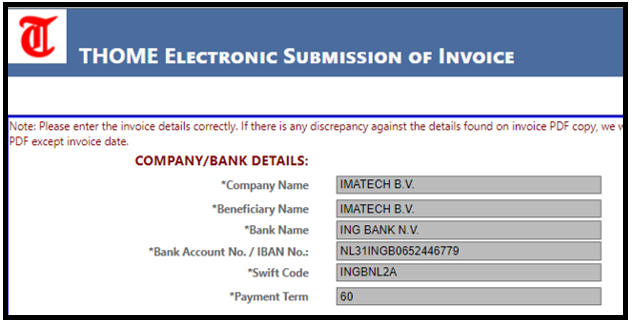 T
THOME ELECTRONIC SUBMISSION OF INVOICE
Note: Please enter the invoice details correctly. If there is any discrepancy against the details found on invoice PDF copy, we
PDF except invoice date.
COMPANY/BANK DETAILS:
*Company Name IMATECH B.V.
*Beneficiary Name IMATECH B.V.
*Bank Name ING BANK N.V.
*Bank Account No. / IBAN No.: NL31INGB0652446779
*Swift Code INGBNL2A
*Payment Term 60